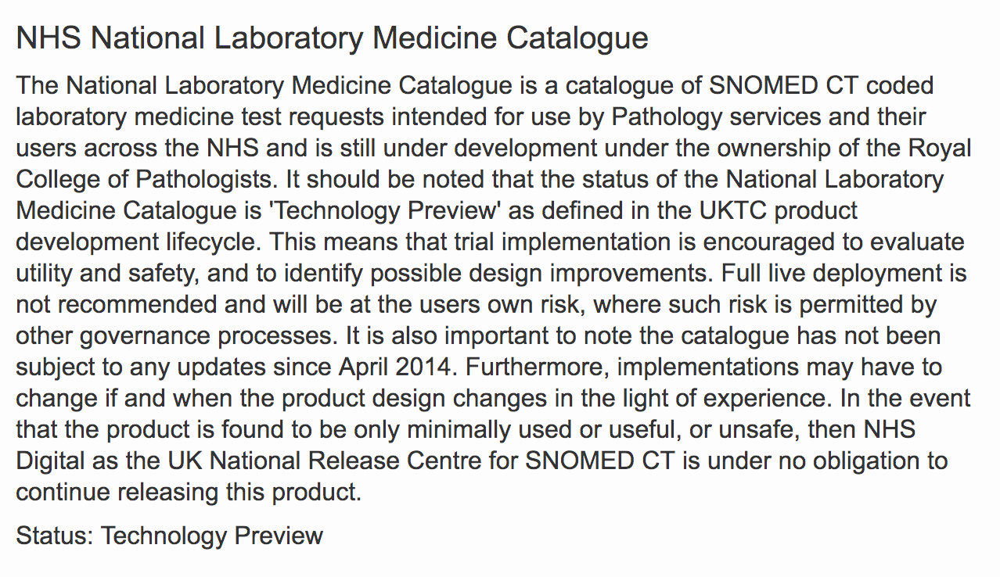 NHS National Laboratory Medicine Catalogue
The National Laboratory Medicine Catalogue is a catalogue of SNOMED CT coded
laboratory medicine test requests intended for use by Pathology services and their
users across the NHS and is still under development under the ownership of the Royal
College of Pathologists. It should be noted that the status of the National Laboratory
Medicine Catalogue is 'Technology Preview' as defined in the UKTC product
development lifecycle. This means that trial implementation is encouraged to evaluate
utility and safety, and to identify possible design improvements. Full live deployment is
not recommended and will be at the users own risk, where such risk is permitted by
other governance processes. It is also important to note the catalogue has not been
subject to any updates since April 2014. Furthermore, implementations may have to
change if and when the product design changes in the light of experience. In the event
that the product is found to be only minimally used or useful, or unsafe, then NHS
Digital as the UK National Release Centre for SNOMED CT is under no obligation to
continue releasing this product.
Status: Technology Preview